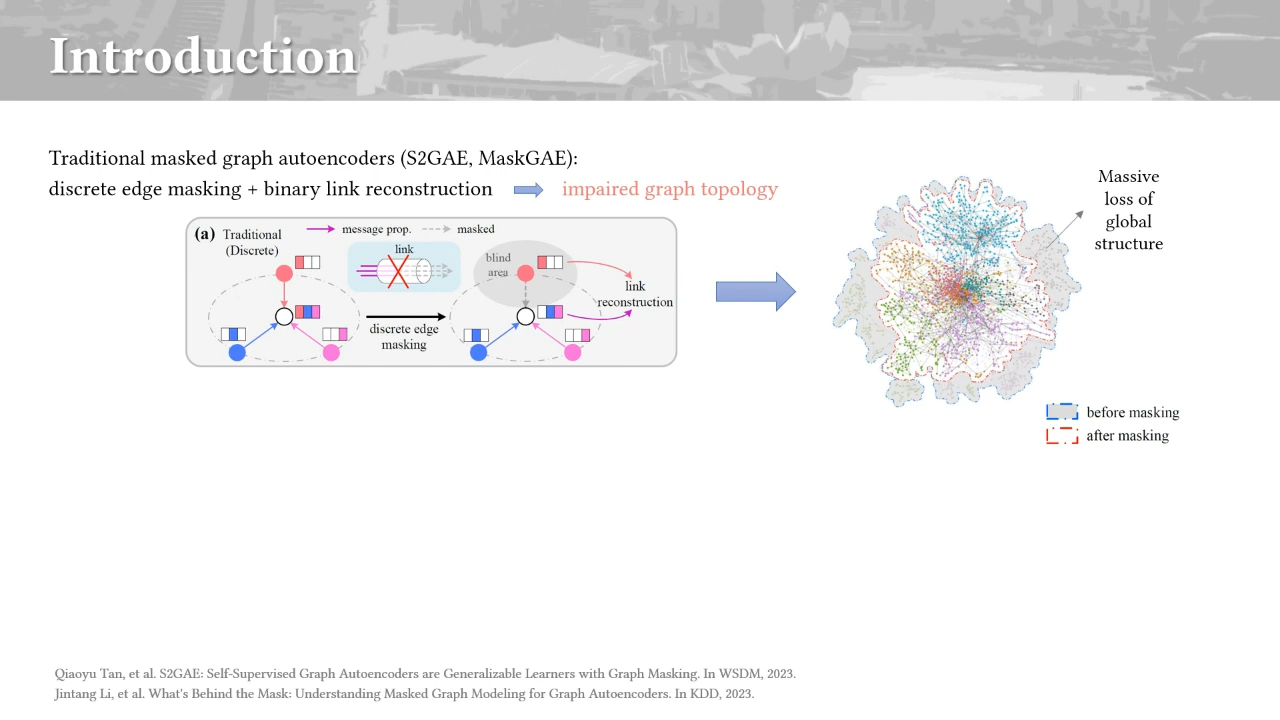 Introduction
Traditional masked graph autoencoders (S2GAE, MaskGAE):
discrete edge masking + binary link reconstruction
impaired graph topology
(a) Traditional
(Discrete)
message prop.
masked
link
discrete edge
masking
blind
area
link
reconstruction
Massive
loss of
global
structure
before masking
after masking
Qiaoyu Tan, et al. S2GAE: Self-Supervised Graph Autoencoders are Generalizable Learners with Graph Masking. In WSDM, 2023.
Jintang Li, et al. What's Behind the Mask: Understanding Masked Graph Modeling for Graph Autoencoders. In KDD, 2023.